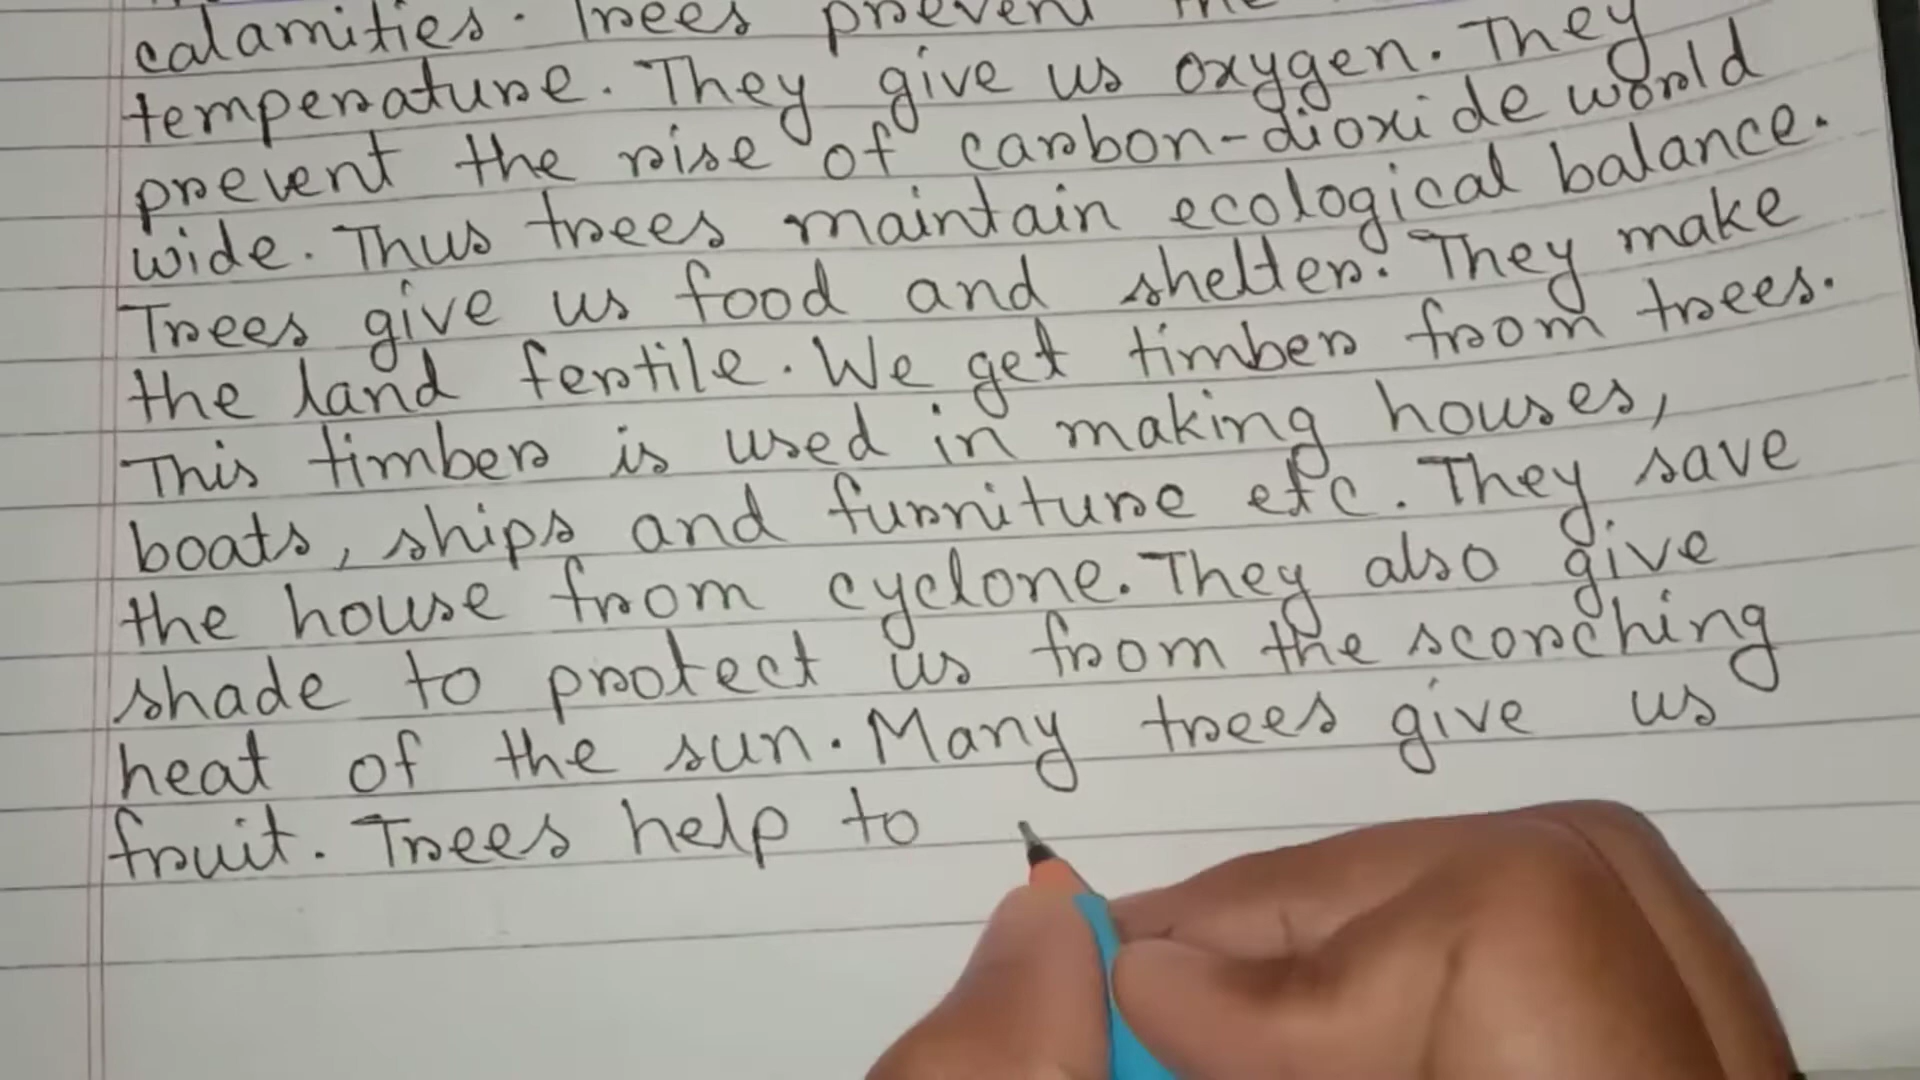 calamities. Trees prevent the
temperature. They give us oxygen. They
prevent the rise of carbon-dioxide world
wide. Thus trees maintain ecological balance.
Trees give us food and shelter. They make
the land fertile. We get timber from trees.
This timber is used in making houses,
boats, ships and furniture etc. They save
the house from cyclone. They also give
shade to protect us from the scorching
heat of the sun. Many trees give us
fruit. Trees help to